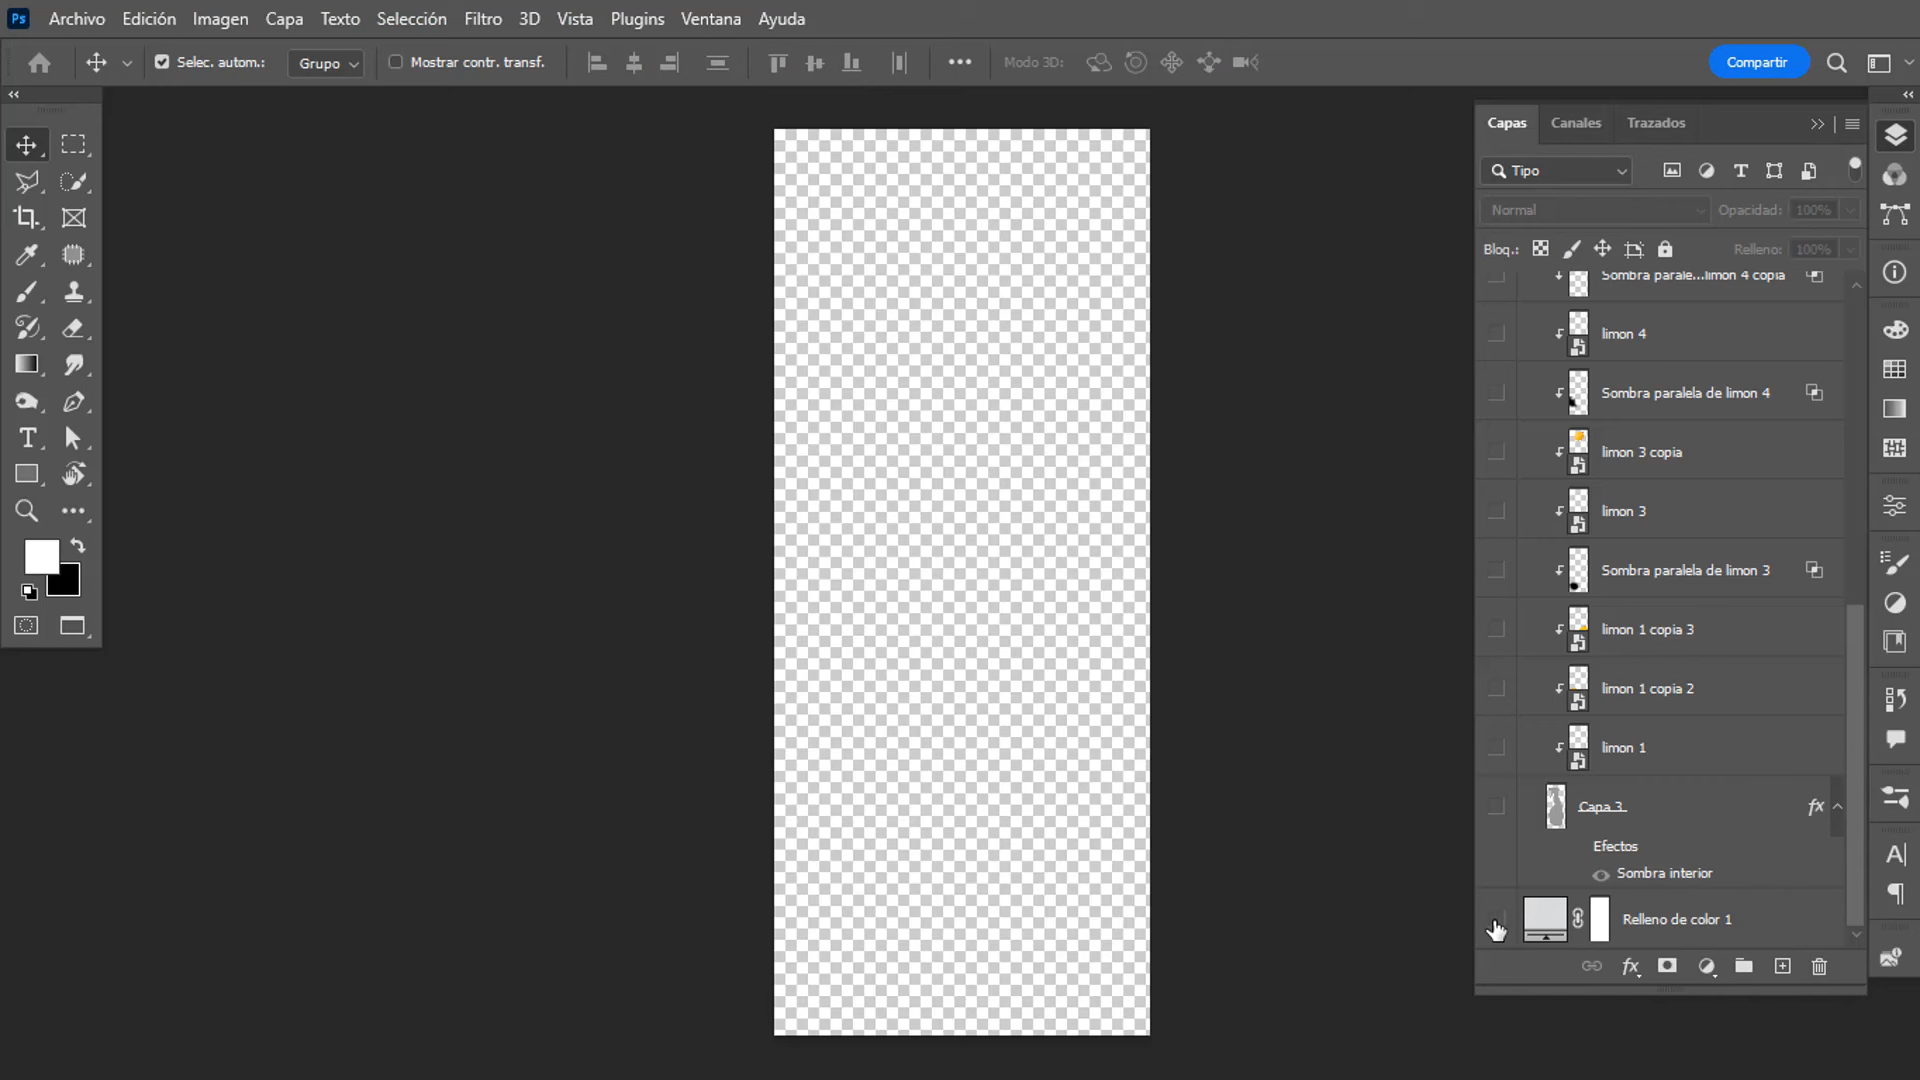 Ps Archivo Edición Imagen Capa Texto Selección Filtro 3D Vista Plugins Ventana Ayuda
Selec. autom.: Grupo Mostrar contr. transf. Modo 3D: Compartir
Capas Canales Trazados
Tipo
Normal Opacidad: 100%
Bloq.: Relleno: 100%
Sombra parale...limon 4 copia
limon 4
Sombra paralela de limon 4
limon 3 copia
limon 3
Sombra paralela de limon 3
limon 1 copia 3
limon 1 copia 2
limon 1
Capa 3 fx
Efectos
Sombra interior
Relleno de color 1
fx